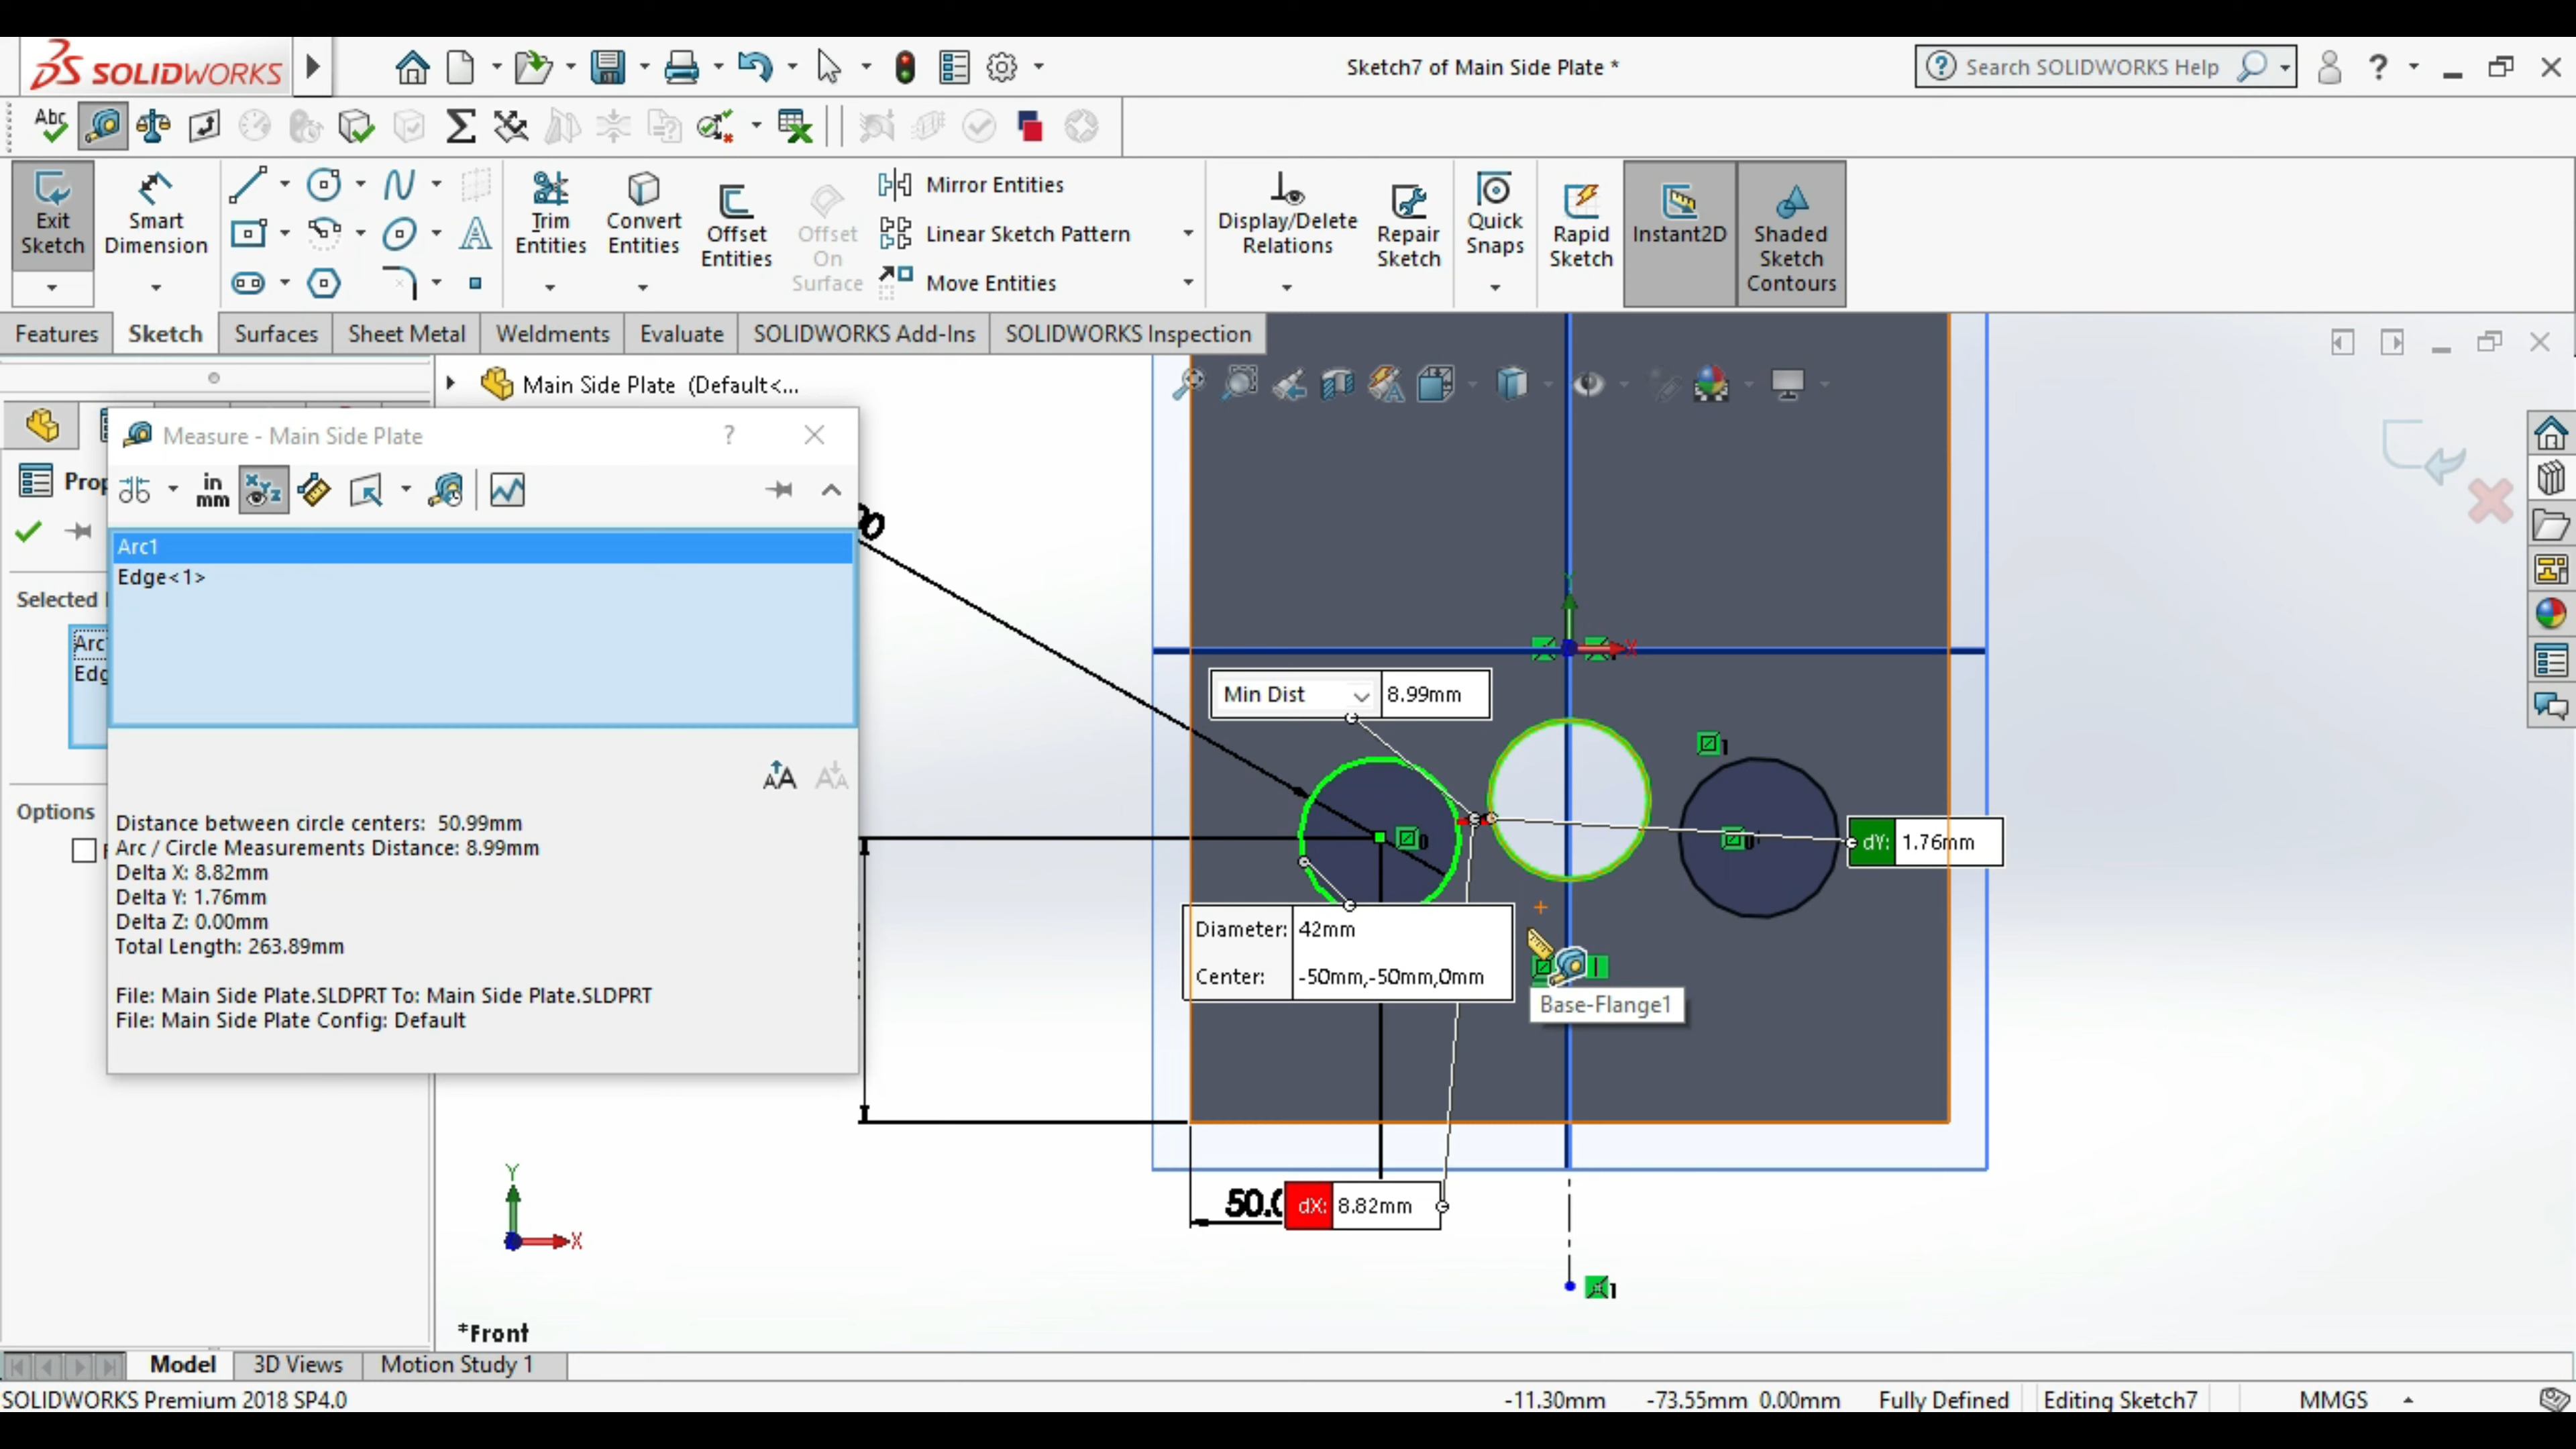 SOLIDWORKS
Sketch7 of Main Side Plate *
Search SOLIDWORKS Help
?
Abc
Exit Sketch
Smart Dimension
Trim Entities
Convert Entities
Offset Entities
Offset On Surface
Mirror Entities
Linear Sketch Pattern
Move Entities
Display/Delete Relations
Repair Sketch
Quick Snaps
Rapid Sketch
Instant2D
Shaded Sketch Contours
Features
Sketch
Surfaces
Sheet Metal
Weldments
Evaluate
SOLIDWORKS Add-Ins
SOLIDWORKS Inspection
Main Side Plate (Default<...
Measure - Main Side Plate
?
in mm
XYZ
Arc1
Edge<1>
Selected
Options
Distance between circle centers: 50.99mm
Arc / Circle Measurements Distance: 8.99mm
Delta X: 8.82mm
Delta Y: 1.76mm
Delta Z: 0.00mm
Total Length: 263.89mm
File: Main Side Plate.SLDPRT To: Main Side Plate.SLDPRT
File: Main Side Plate Config: Default
Min Dist 8.99mm
dY: 1.76mm
Diameter: 42mm
Center: -50mm,-50mm,0mm
Base-Flange1
dX: 8.82mm
Y
X
*Front
Model
3D Views
Motion Study 1
SOLIDWORKS Premium 2018 SP4.0
-11.30mm
-73.55mm 0.00mm
Fully Defined
Editing Sketch7
MMGS